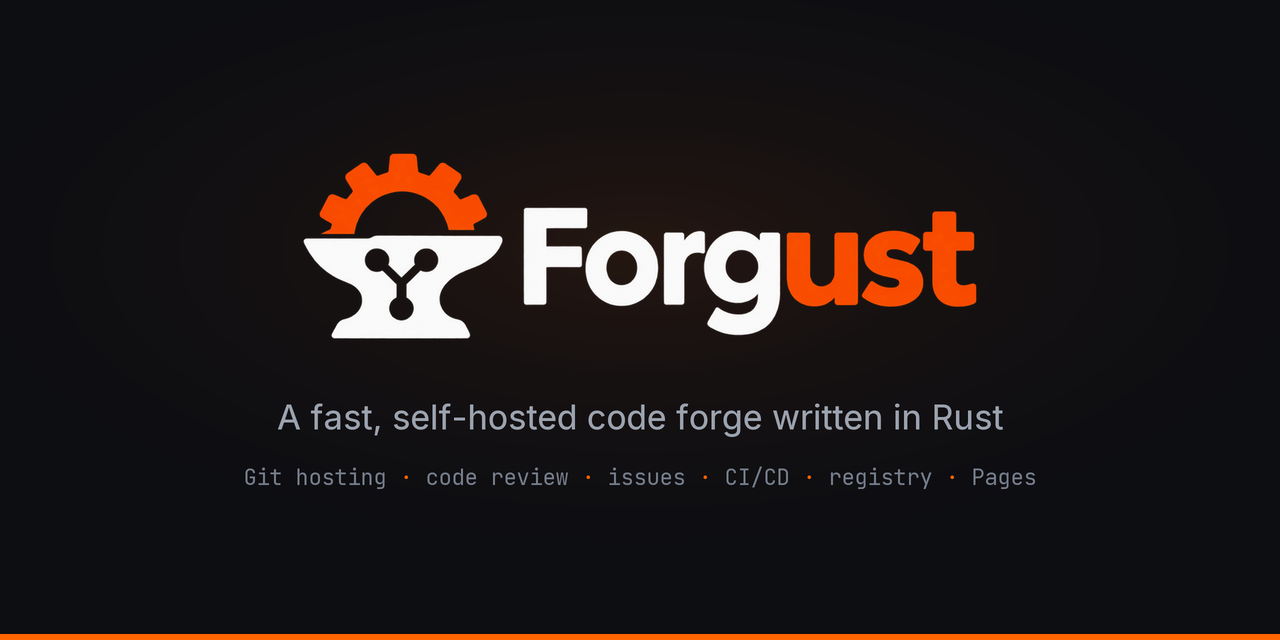 Forgust
A fast, self-hosted code forge written in Rust
Git hosting · code review · issues · CI/CD · registry · Pages